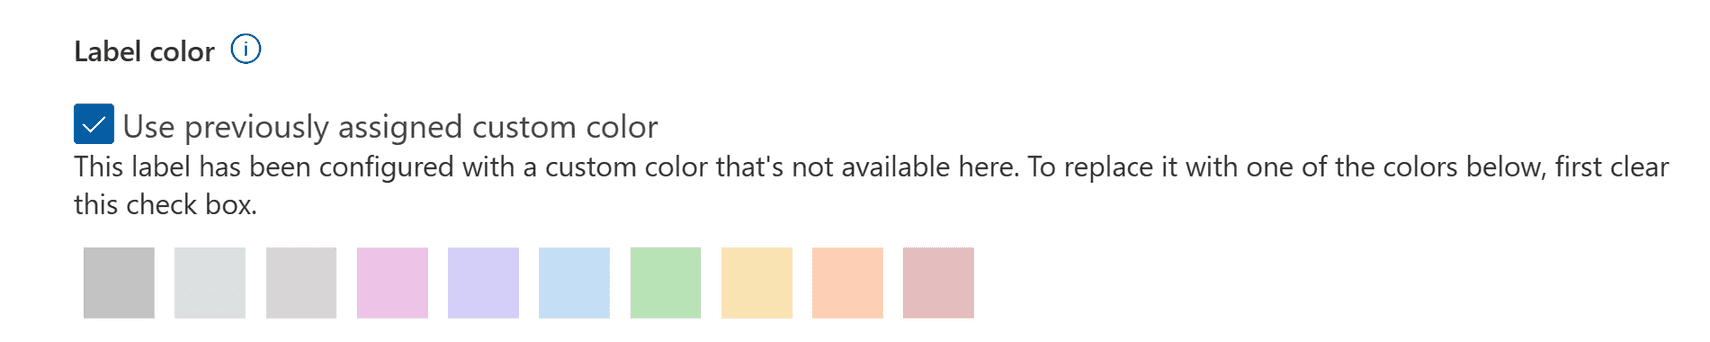 Label color
Use previously assigned custom color
This label has been configured with a custom color that's not available here. To replace it with one of the colors below, first clear
this check box.